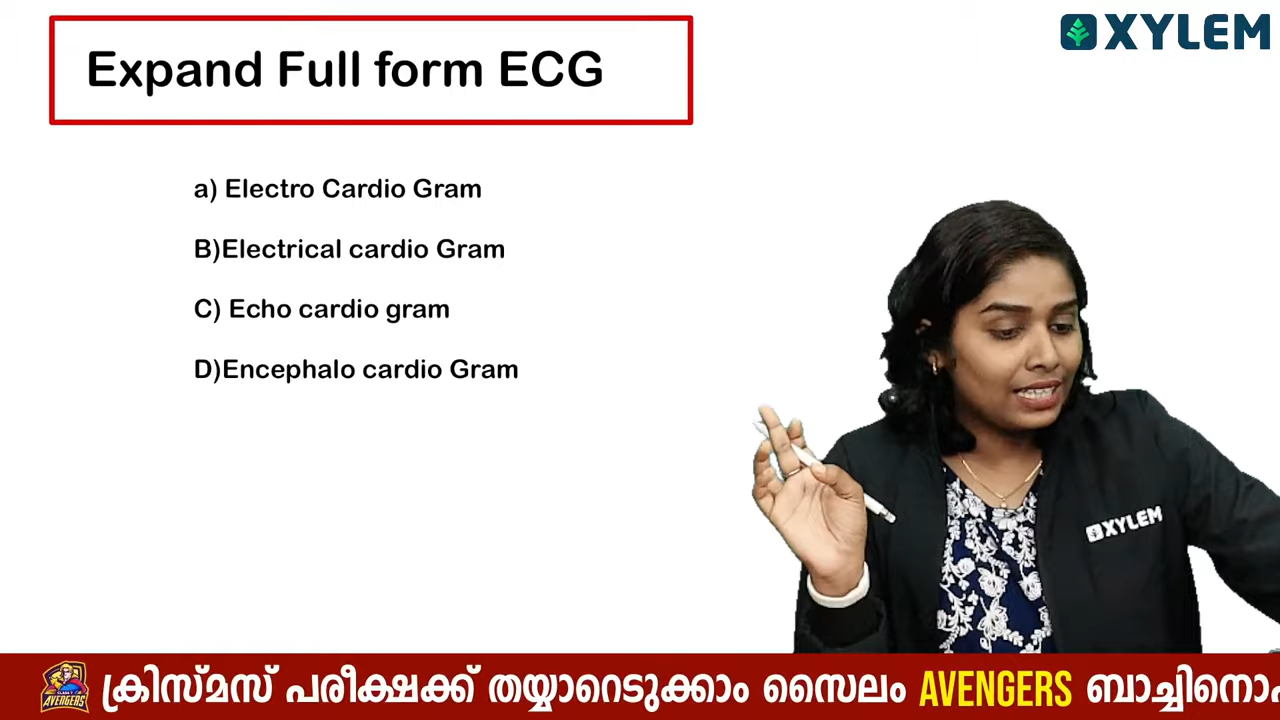 Expand Full form ECG
XYLEM
a) Electro Cardio Gram
B)Electrical cardio Gram
C) Echo cardio gram
D)Encephalo cardio Gram
XYLEM
AVENGERS
ക്രിസ്മസ് പരീക്ഷക്ക് തയ്യാറെടുക്കാം സൈലം AVENGERS